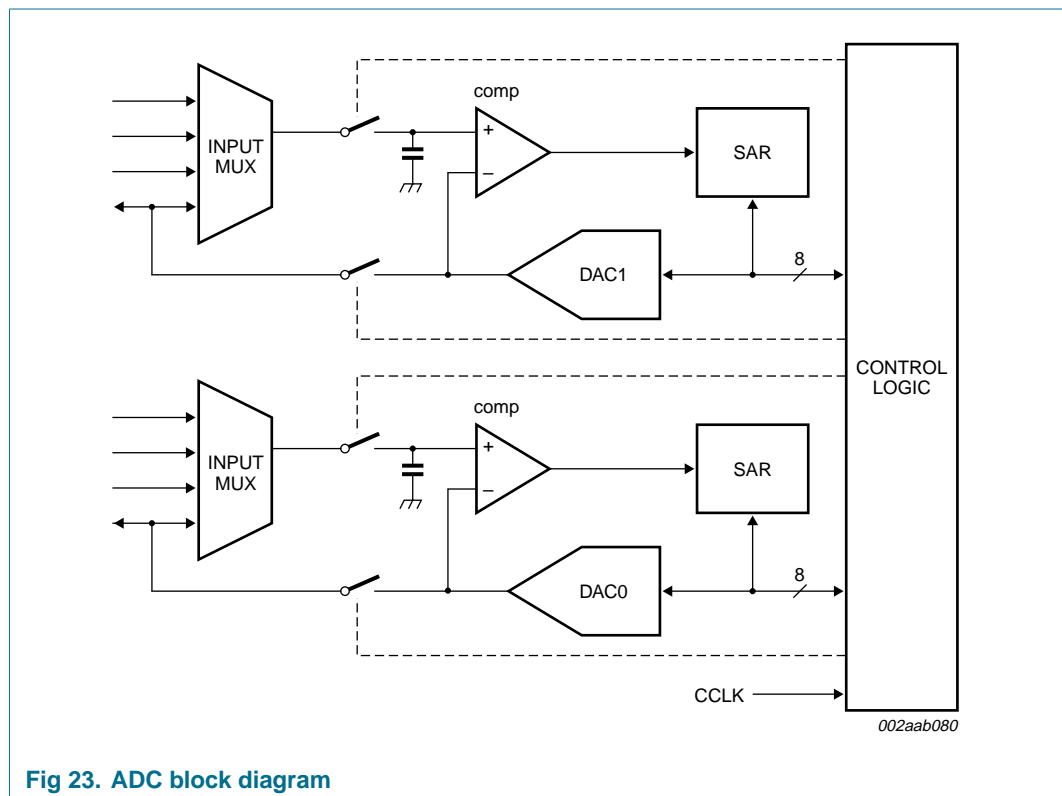 comp
INPUT
MUX
+
−
SAR
DAC1
8
CONTROL
LOGIC
comp
INPUT
MUX
+
−
SAR
DAC0
8
CCLK
002aab080
Fig 23. ADC block diagram